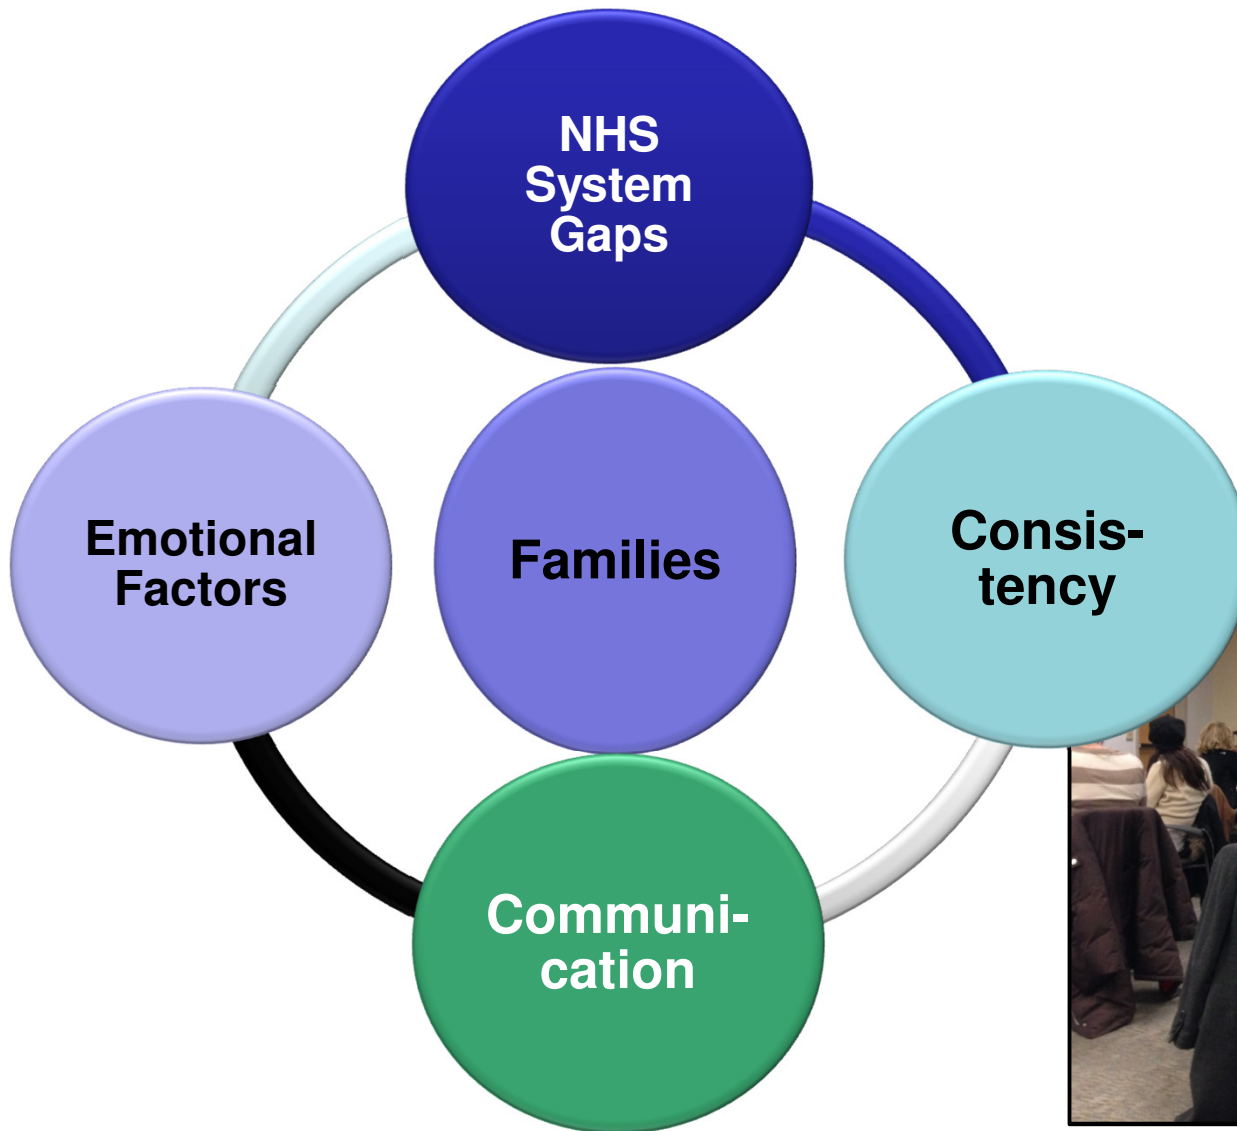 NHS
System
Gaps
Emotional
Factors
Families
Consis-
tency
Communi-
cation